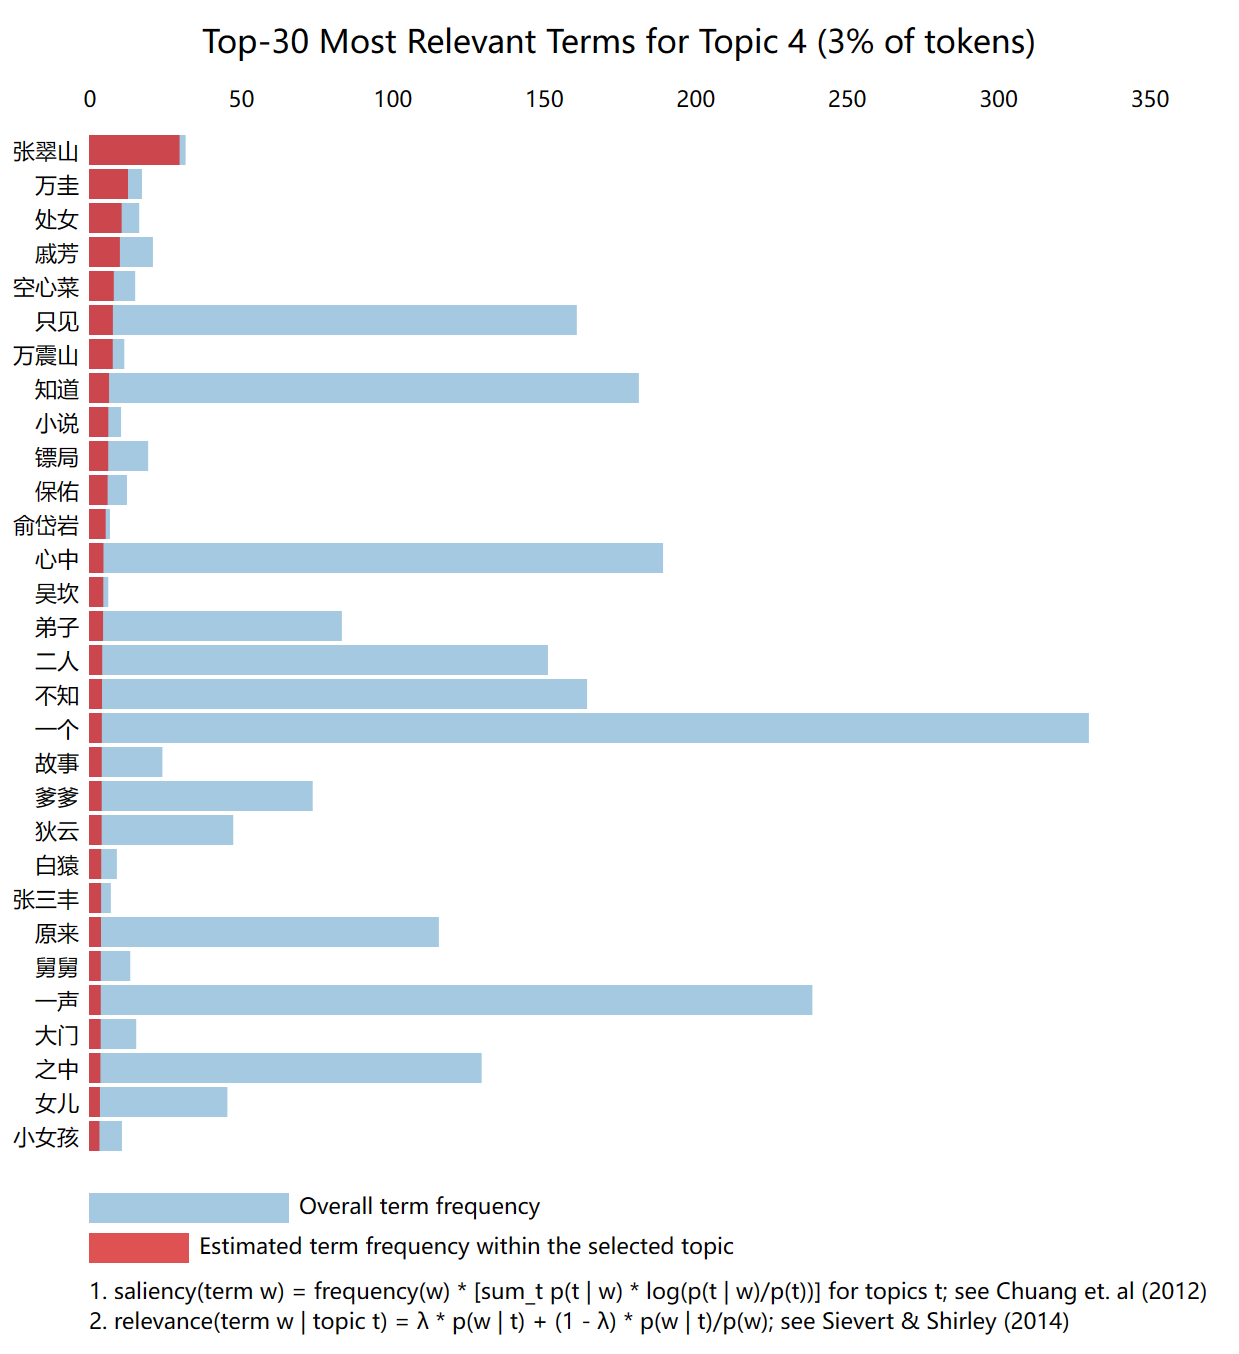 Top-30 Most Relevant Terms for Topic 4 (3% of tokens)
0 50 100 150 200 250 300 350
张翠山
万圭
处女
戚芳
空心菜
只见
万震山
知道
小说
镖局
保佑
俞岱岩
心中
吴坎
弟子
二人
不知
一个
故事
爹爹
狄云
白猿
张三丰
原来
舅舅
一声
大门
之中
女儿
小女孩
Overall term frequency
Estimated term frequency within the selected topic
1. saliency(term w) = frequency(w) * [sum_t p(t | w) * log(p(t | w)/p(t))] for topics t; see Chuang et. al (2012)
2. relevance(term w | topic t) = λ * p(w | t) + (1 - λ) * p(w | t)/p(w); see Sievert & Shirley (2014)